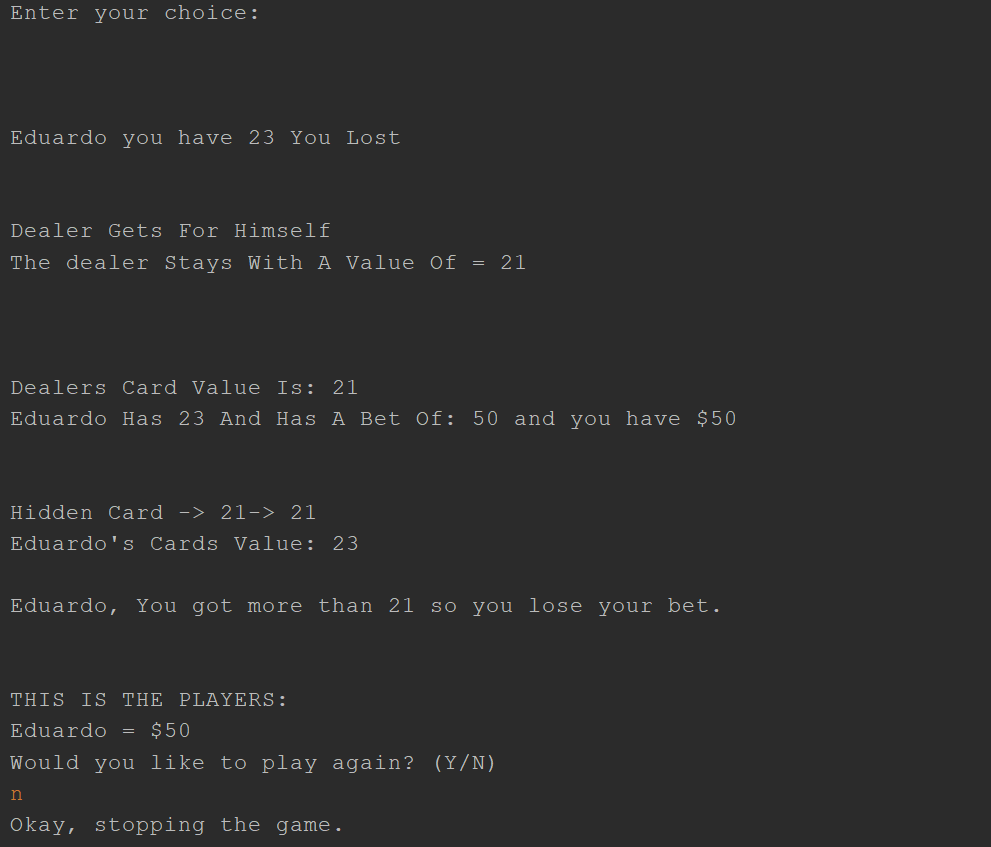 Enter your choice:
Eduardo you have 23 You Lost
Dealer Gets For Himself
The dealer Stays With A Value Of = 21
Dealers Card Value Is: 21
Eduardo Has 23 And Has A Bet Of: 50 and you have $50
Hidden Card -> 21-> 21
Eduardo's Cards Value: 23
Eduardo, You got more than 21 so you lose your bet.
THIS IS THE PLAYERS:
Eduardo = $50
Would you like to play again? (Y/N)
n
Okay, stopping the game.